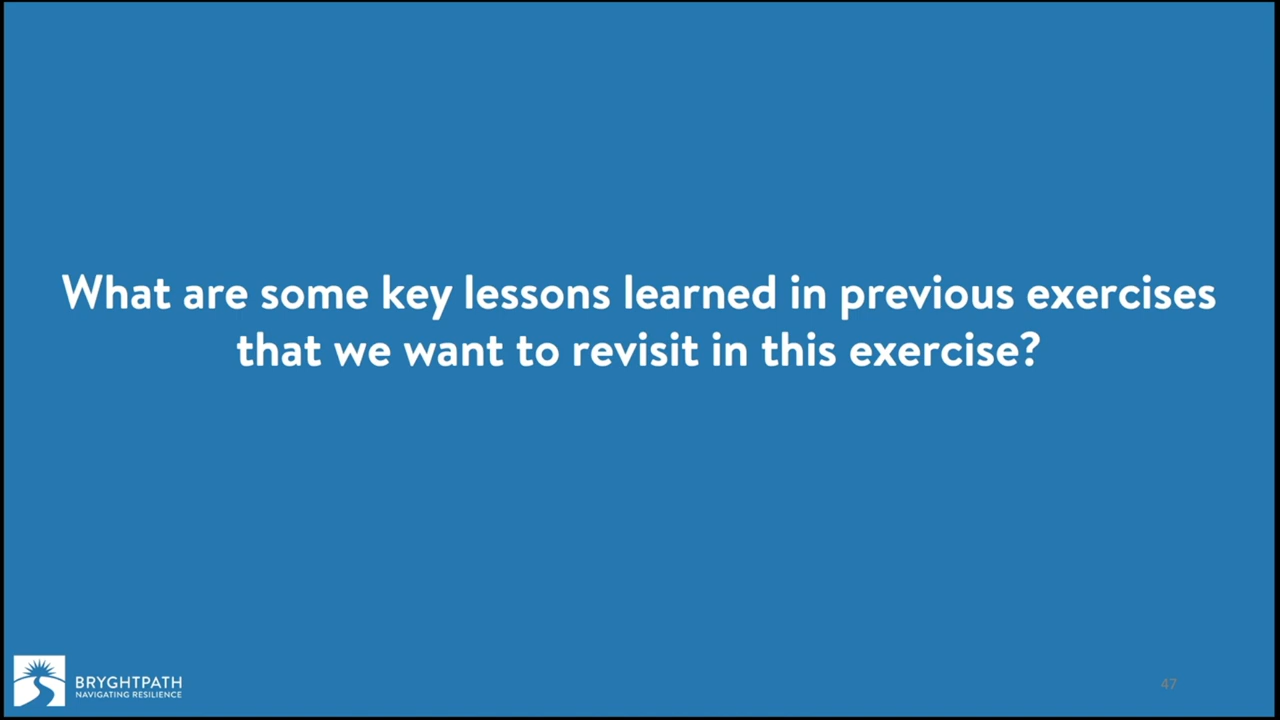 What are some key lessons learned in previous exercises
that we want to revisit in this exercise?
BRYGHTPATH
NAVIGATING RESILIENCE
47